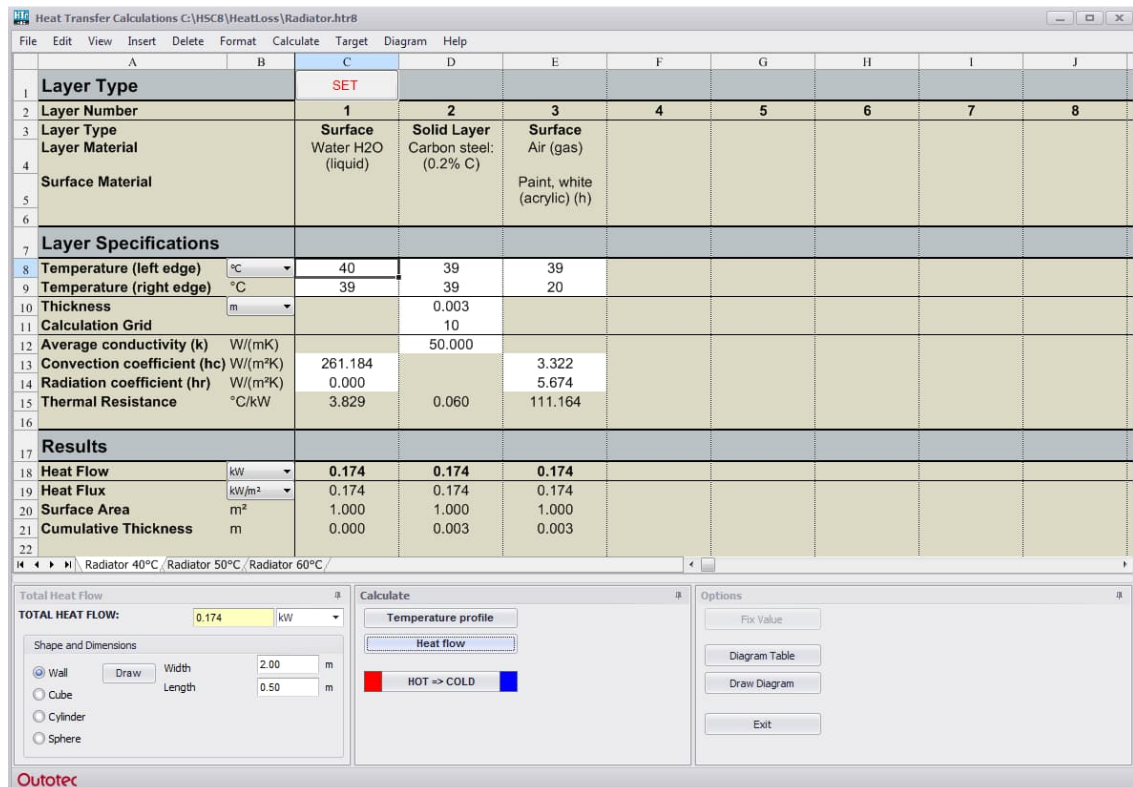 HTC Heat Transfer Calculations C:\HSC8\HeatLoss\Radiator.htr8
File Edit View Insert Delete Format Calculate Target Diagram Help
A B C D E F G H I J
1 Layer Type SET
2 Layer Number 1 2 3 4 5 6 7 8
3 Layer Type Surface Solid Layer Surface
Layer Material Water H2O Carbon steel: Air (gas)
4 (liquid) (0.2% C)
Surface Material Paint, white
5 (acrylic) (h)
6
7 Layer Specifications
8 Temperature (left edge) °C 40 39 39
9 Temperature (right edge) °C 39 39 20
10 Thickness m 0.003
11 Calculation Grid 10
12 Average conductivity (k) W/(mK) 50.000
13 Convection coefficient (hc) W/(m²K) 261.184 3.322
14 Radiation coefficient (hr) W/(m²K) 0.000 5.674
15 Thermal Resistance °C/kW 3.829 0.060 111.164
16
17 Results
18 Heat Flow kW 0.174 0.174 0.174
19 Heat Flux kW/m² 0.174 0.174 0.174
20 Surface Area m² 1.000 1.000 1.000
21 Cumulative Thickness m 0.000 0.003 0.003
22
Radiator 40°C Radiator 50°C Radiator 60°C
Total Heat Flow Calculate Options
TOTAL HEAT FLOW: 0.174 kW Temperature profile Fix Value
Shape and Dimensions Heat flow
Wall Draw Width 2.00 m HOT => COLD Diagram Table
Cube Length 0.50 m Draw Diagram
Cylinder
Sphere Exit
Outotec